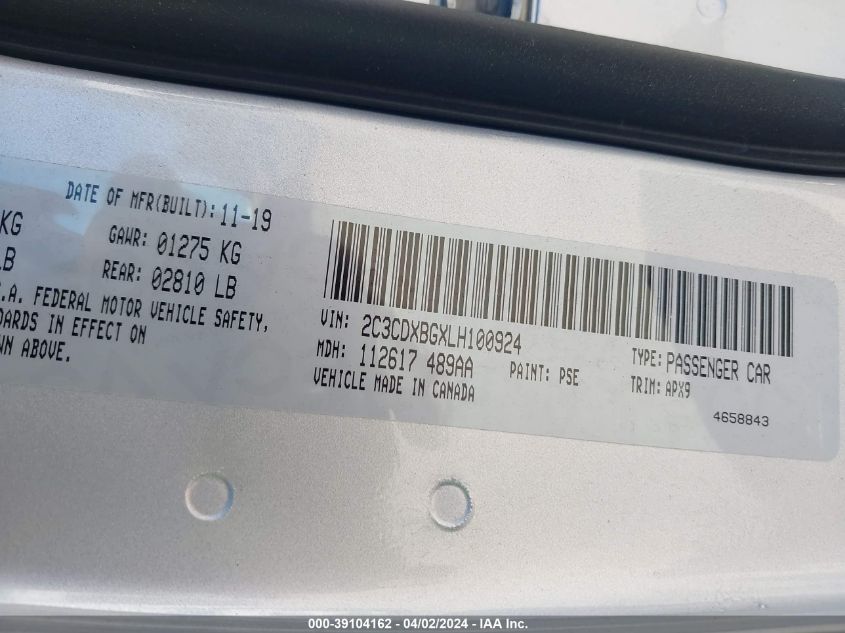 DATE OF MFR(BUILT): 11-19
KG
GAWR: 01275 KG
LB
REAR: 02810 LB
.A. FEDERAL MOTOR VEHICLE SAFETY,
DARDS IN EFFECT ON
WN ABOVE.
VIN: 2C3CDXBGXLH100924
TYPE: PASSENGER CAR
MDH: 112617 489AA
PAINT: PSE
TRIM: APX9
VEHICLE MADE IN CANADA
4658843
000-39104162 - 04/02/2024 - IAA Inc.